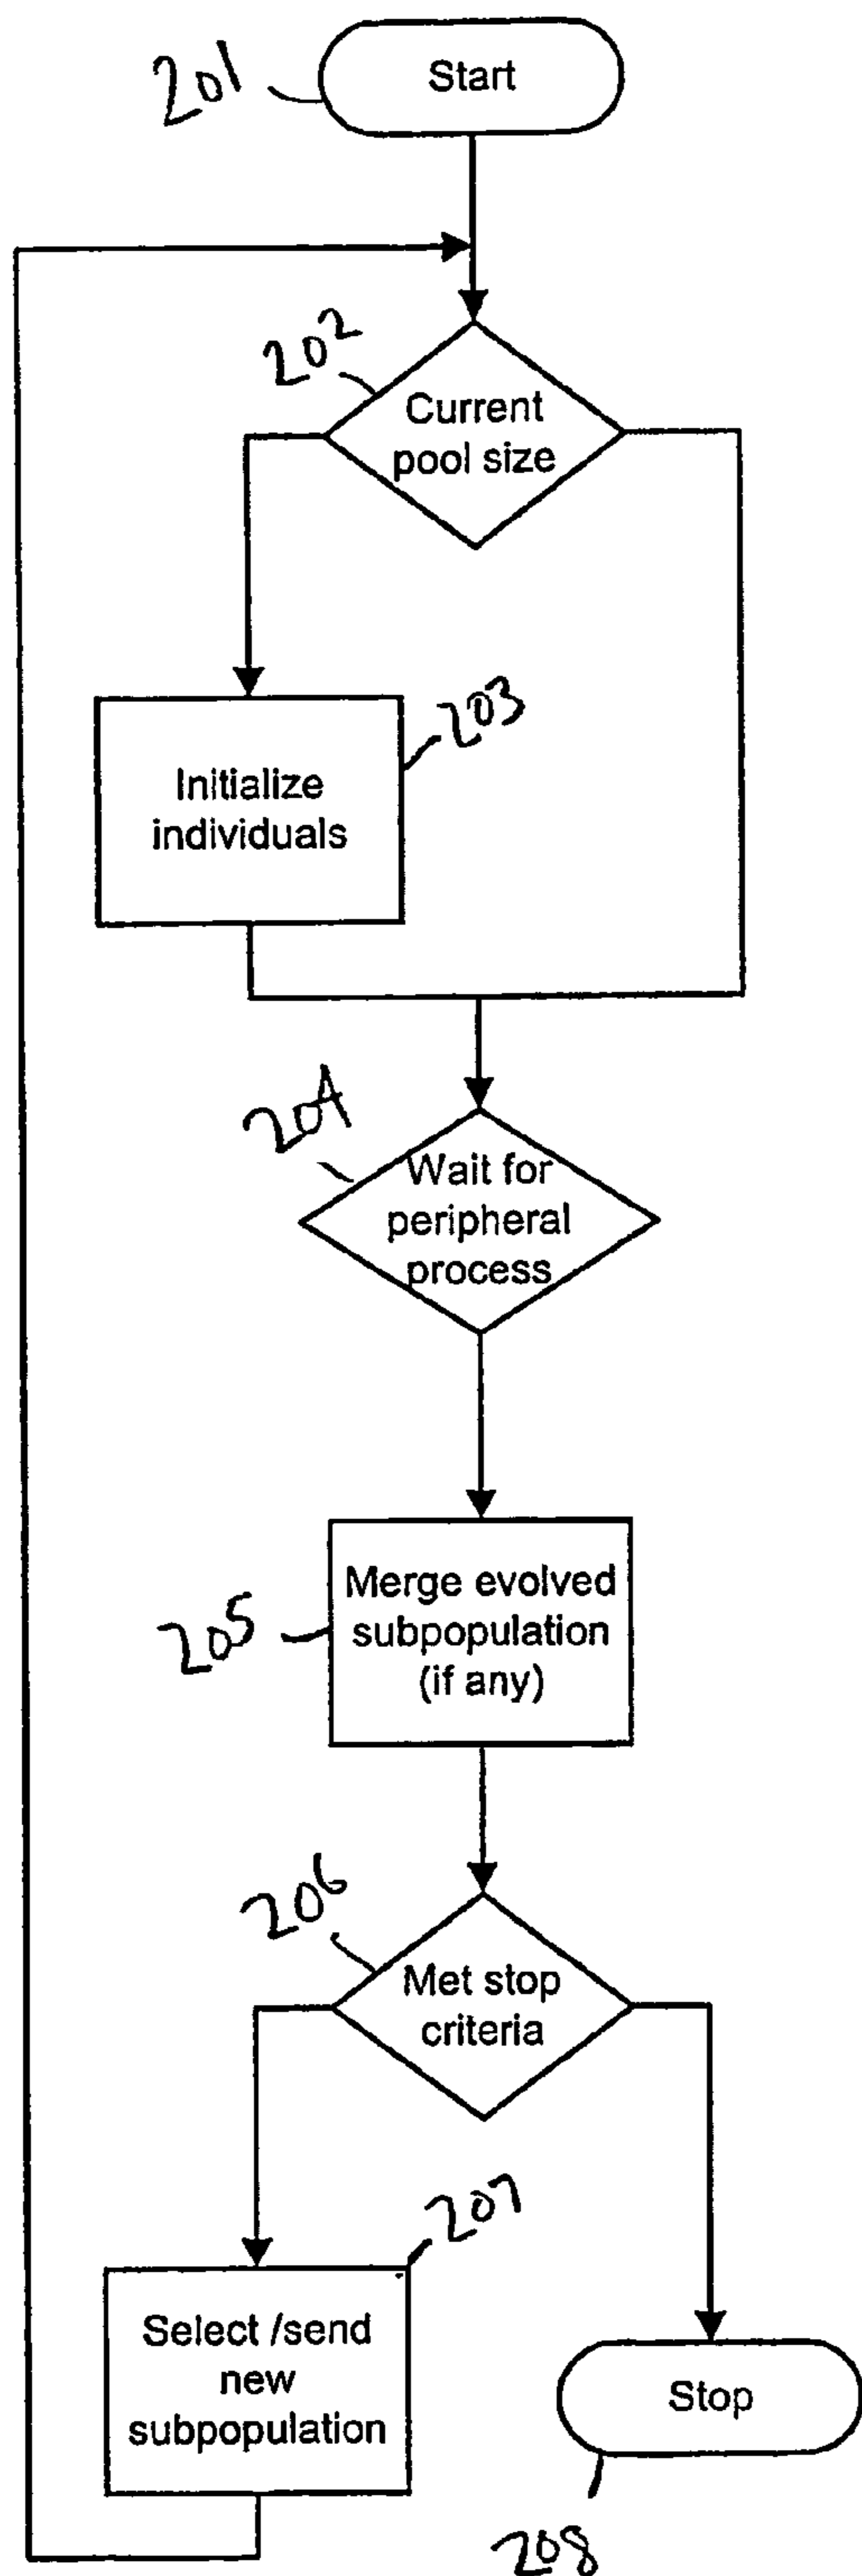 201
Start
202
Current
pool size
203
Initialize
individuals
204
Wait for
peripheral
process
205
Merge evolved
subpopulation
(if any)
206
Met stop
criteria
207
Select /send
new
subpopulation
Stop
208